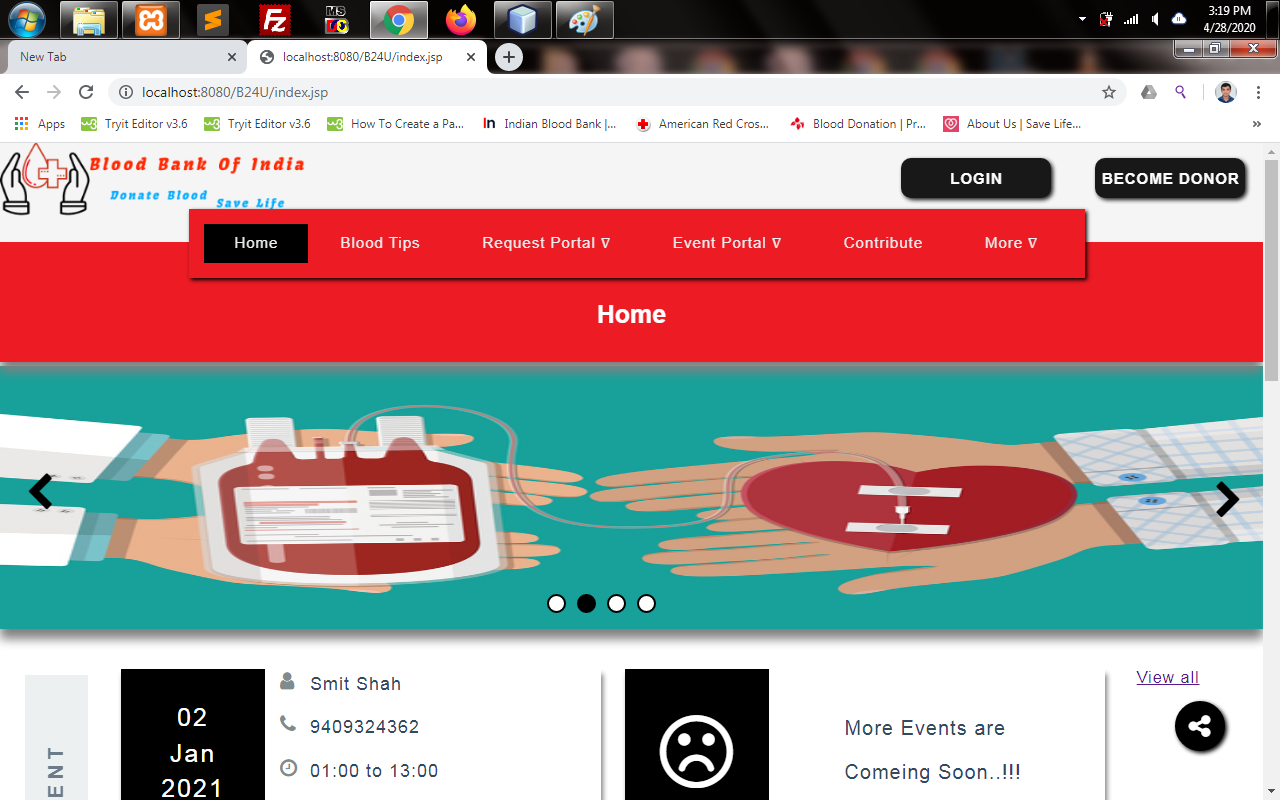 MS
3:19 PM
4/28/2020
New Tab
localhost:8080/B24U/index.jsp
localhost:8080/B24U/index.jsp
Apps
Tryit Editor v3.6
Tryit Editor v3.6
How To Create a Pa...
Indian Blood Bank |...
American Red Cros...
Blood Donation | Pr...
About Us | Save Life...
Blood Bank Of India
Donate Blood
Save Life
LOGIN
BECOME DONOR
Home
Blood Tips
Request Portal ∇
Event Portal ∇
Contribute
More ∇
Home
ENT
02
Jan
2021
Smit Shah
9409324362
01:00 to 13:00
More Events are
Comeing Soon..!!!
View all